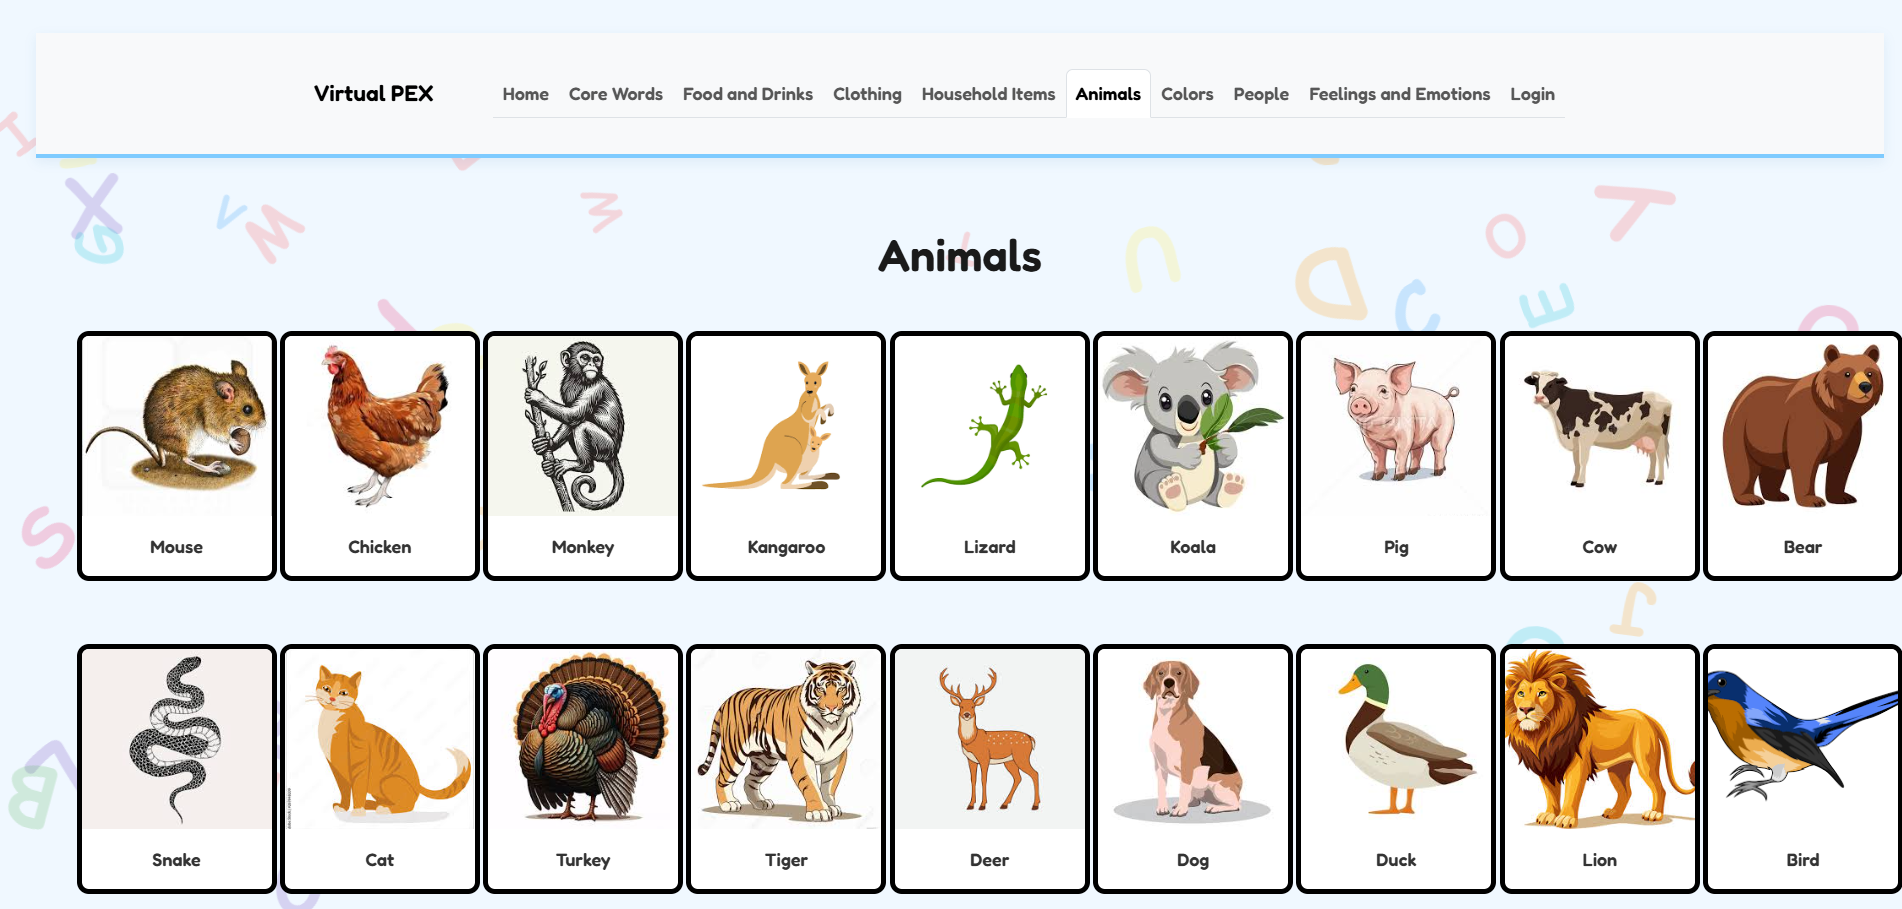 Virtual PEX
Home Core Words Food and Drinks Clothing Household Items Animals Colors People Feelings and Emotions Login
Animals
Mouse Chicken Monkey Kangaroo Lizard Koala Pig Cow Bear
Snake Cat Turkey Tiger Deer Dog Duck Lion Bird